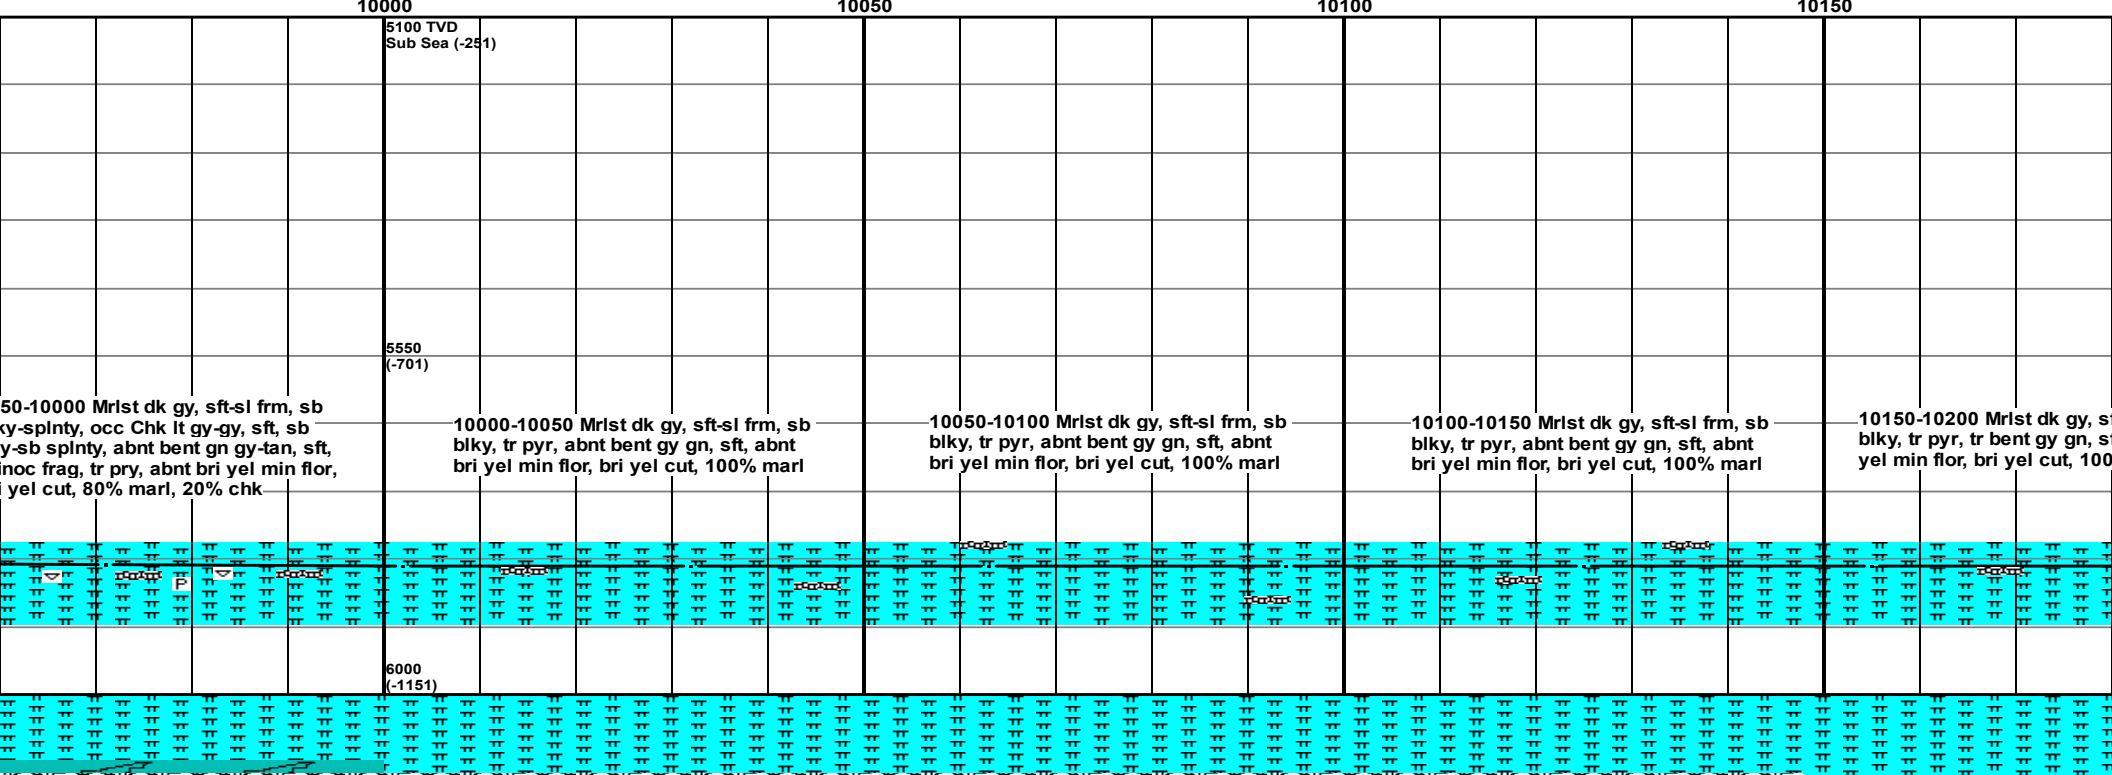 10000 10050 10100 10150
5100 TVD
Sub Sea (-251)
5550
(-701)
50-10000 Mrlst dk gy, sft-sl frm, sb
ky-splnty, occ Chk lt gy-gy, sft, sb
y-sb splnty, abnt bent gn gy-tan, sft,
inoc frag, tr pry, abnt bri yel min flor,
i yel cut, 80% marl, 20% chk
10000-10050 Mrlst dk gy, sft-sl frm, sb
blky, tr pyr, abnt bent gy gn, sft, abnt
bri yel min flor, bri yel cut, 100% marl
10050-10100 Mrlst dk gy, sft-sl frm, sb
blky, tr pyr, abnt bent gy gn, sft, abnt
bri yel min flor, bri yel cut, 100% marl
10100-10150 Mrlst dk gy, sft-sl frm, sb
blky, tr pyr, abnt bent gy gn, sft, abnt
bri yel min flor, bri yel cut, 100% marl
10150-10200 Mrlst dk gy, sf
blky, tr pyr, tr bent gy gn, sf
yel min flor, bri yel cut, 100
P
6000
(-1151)